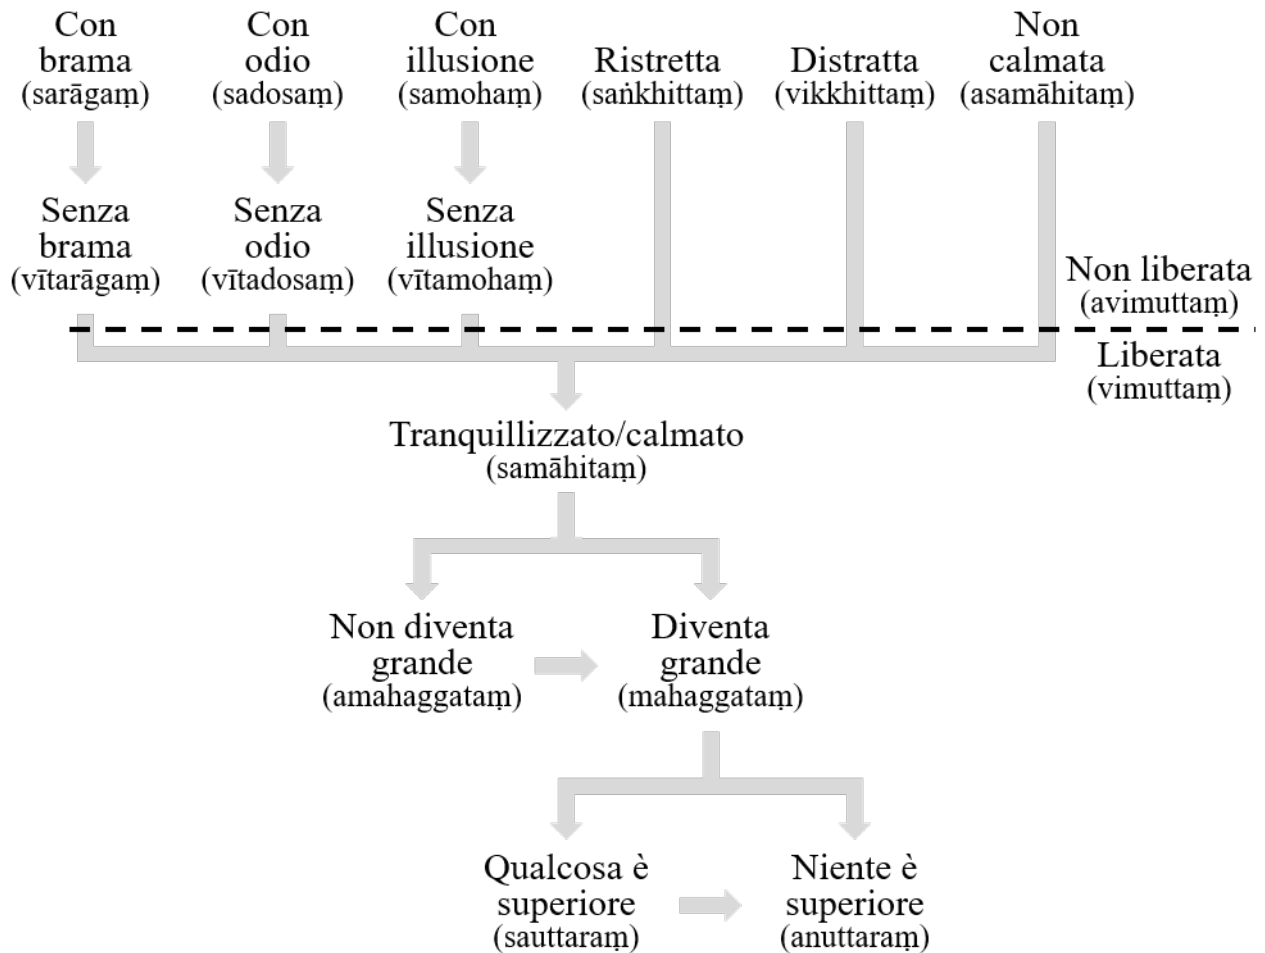 Con
brama
(sarāgaṃ)
Con
odio
(sadosaṃ)
Con
illusione
(samohaṃ)
Ristretta
(saṅkhittaṃ)
Distratta
(vikkhittaṃ)
Non
calmata
(asamāhitaṃ)
Senza
brama
(vītarāgaṃ)
Senza
odio
(vītadosaṃ)
Senza
illusione
(vītamohaṃ)
Non liberata
(avimuttaṃ)
Liberata
(vimuttaṃ)
Tranquillizzato/calmato
(samāhitaṃ)
Non diventa
grande
(amahaggataṃ)
Diventa
grande
(mahaggataṃ)
Qualcosa è
superiore
(sauttaraṃ)
Niente è
superiore
(anuttaraṃ)